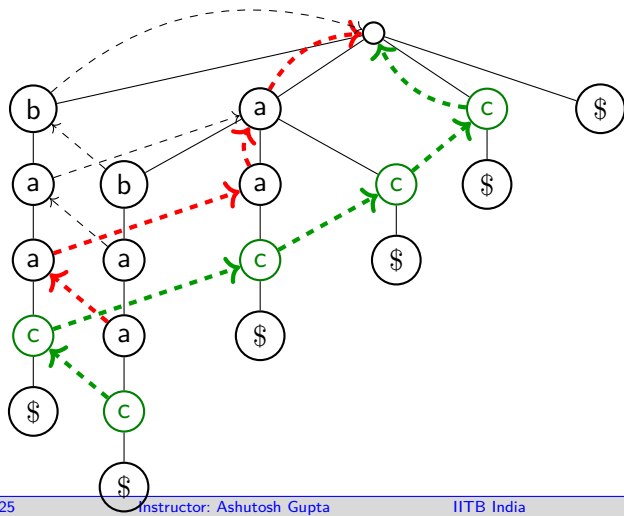 b a c $
a b a c $
a a c $
c a $
$ c
$
25 Instructor: Ashutosh Gupta IITB India